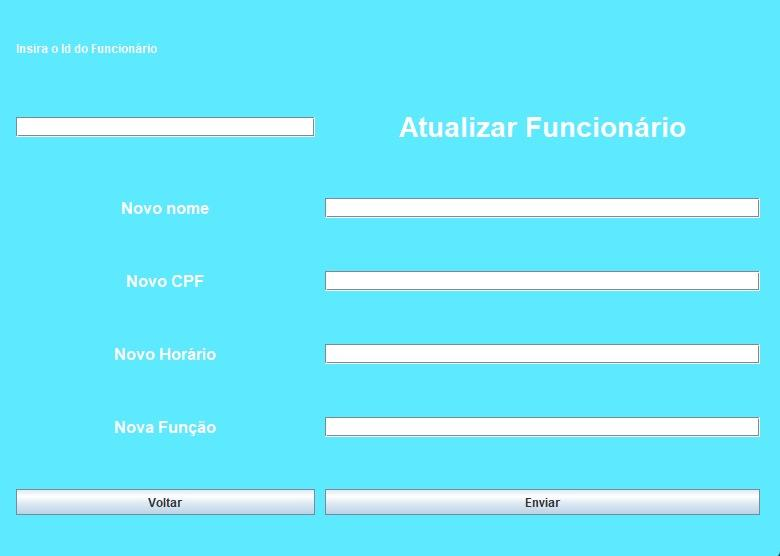 Insira o Id do Funcionário
Atualizar Funcionário
Novo nome
Novo CPF
Novo Horário
Nova Função
Voltar
Enviar